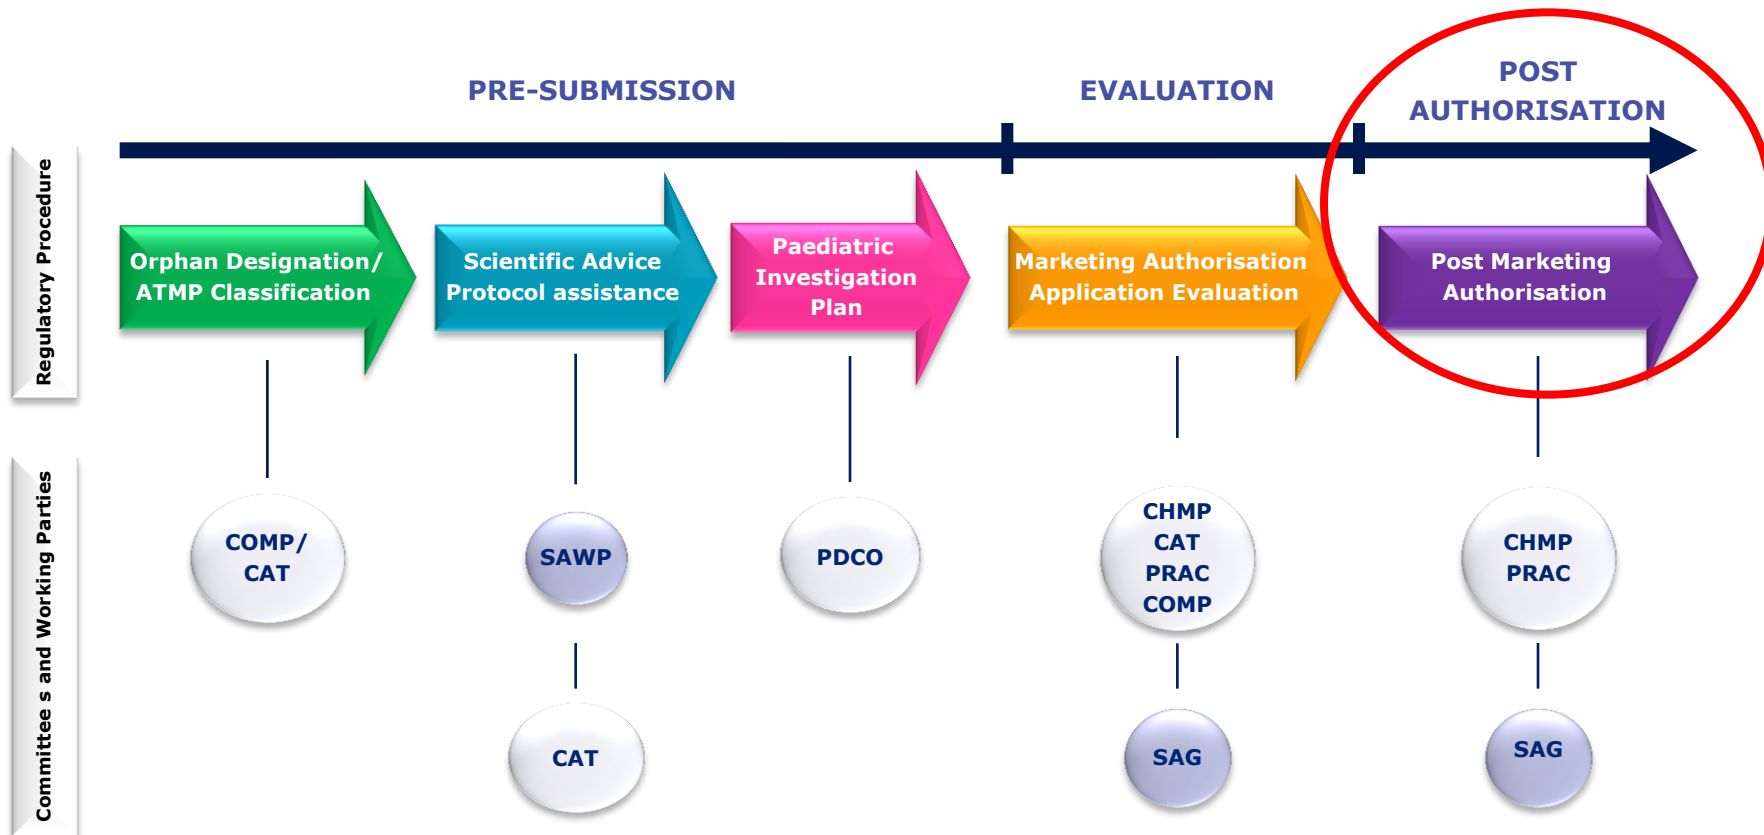 PRE-SUBMISSION
EVALUATION
POST
AUTHORISATION
Regulatory Procedure
Orphan Designation/
ATMP Classification
Scientific Advice
Protocol assistance
Paediatric
Investigation
Plan
Marketing Authorisation
Application Evaluation
Post Marketing
Authorisation
Committee s and Working Parties
COMP/
CAT
SAWP
PDCO
CHMP
CAT
PRAC
COMP
CHMP
PRAC
CAT
SAG
SAG